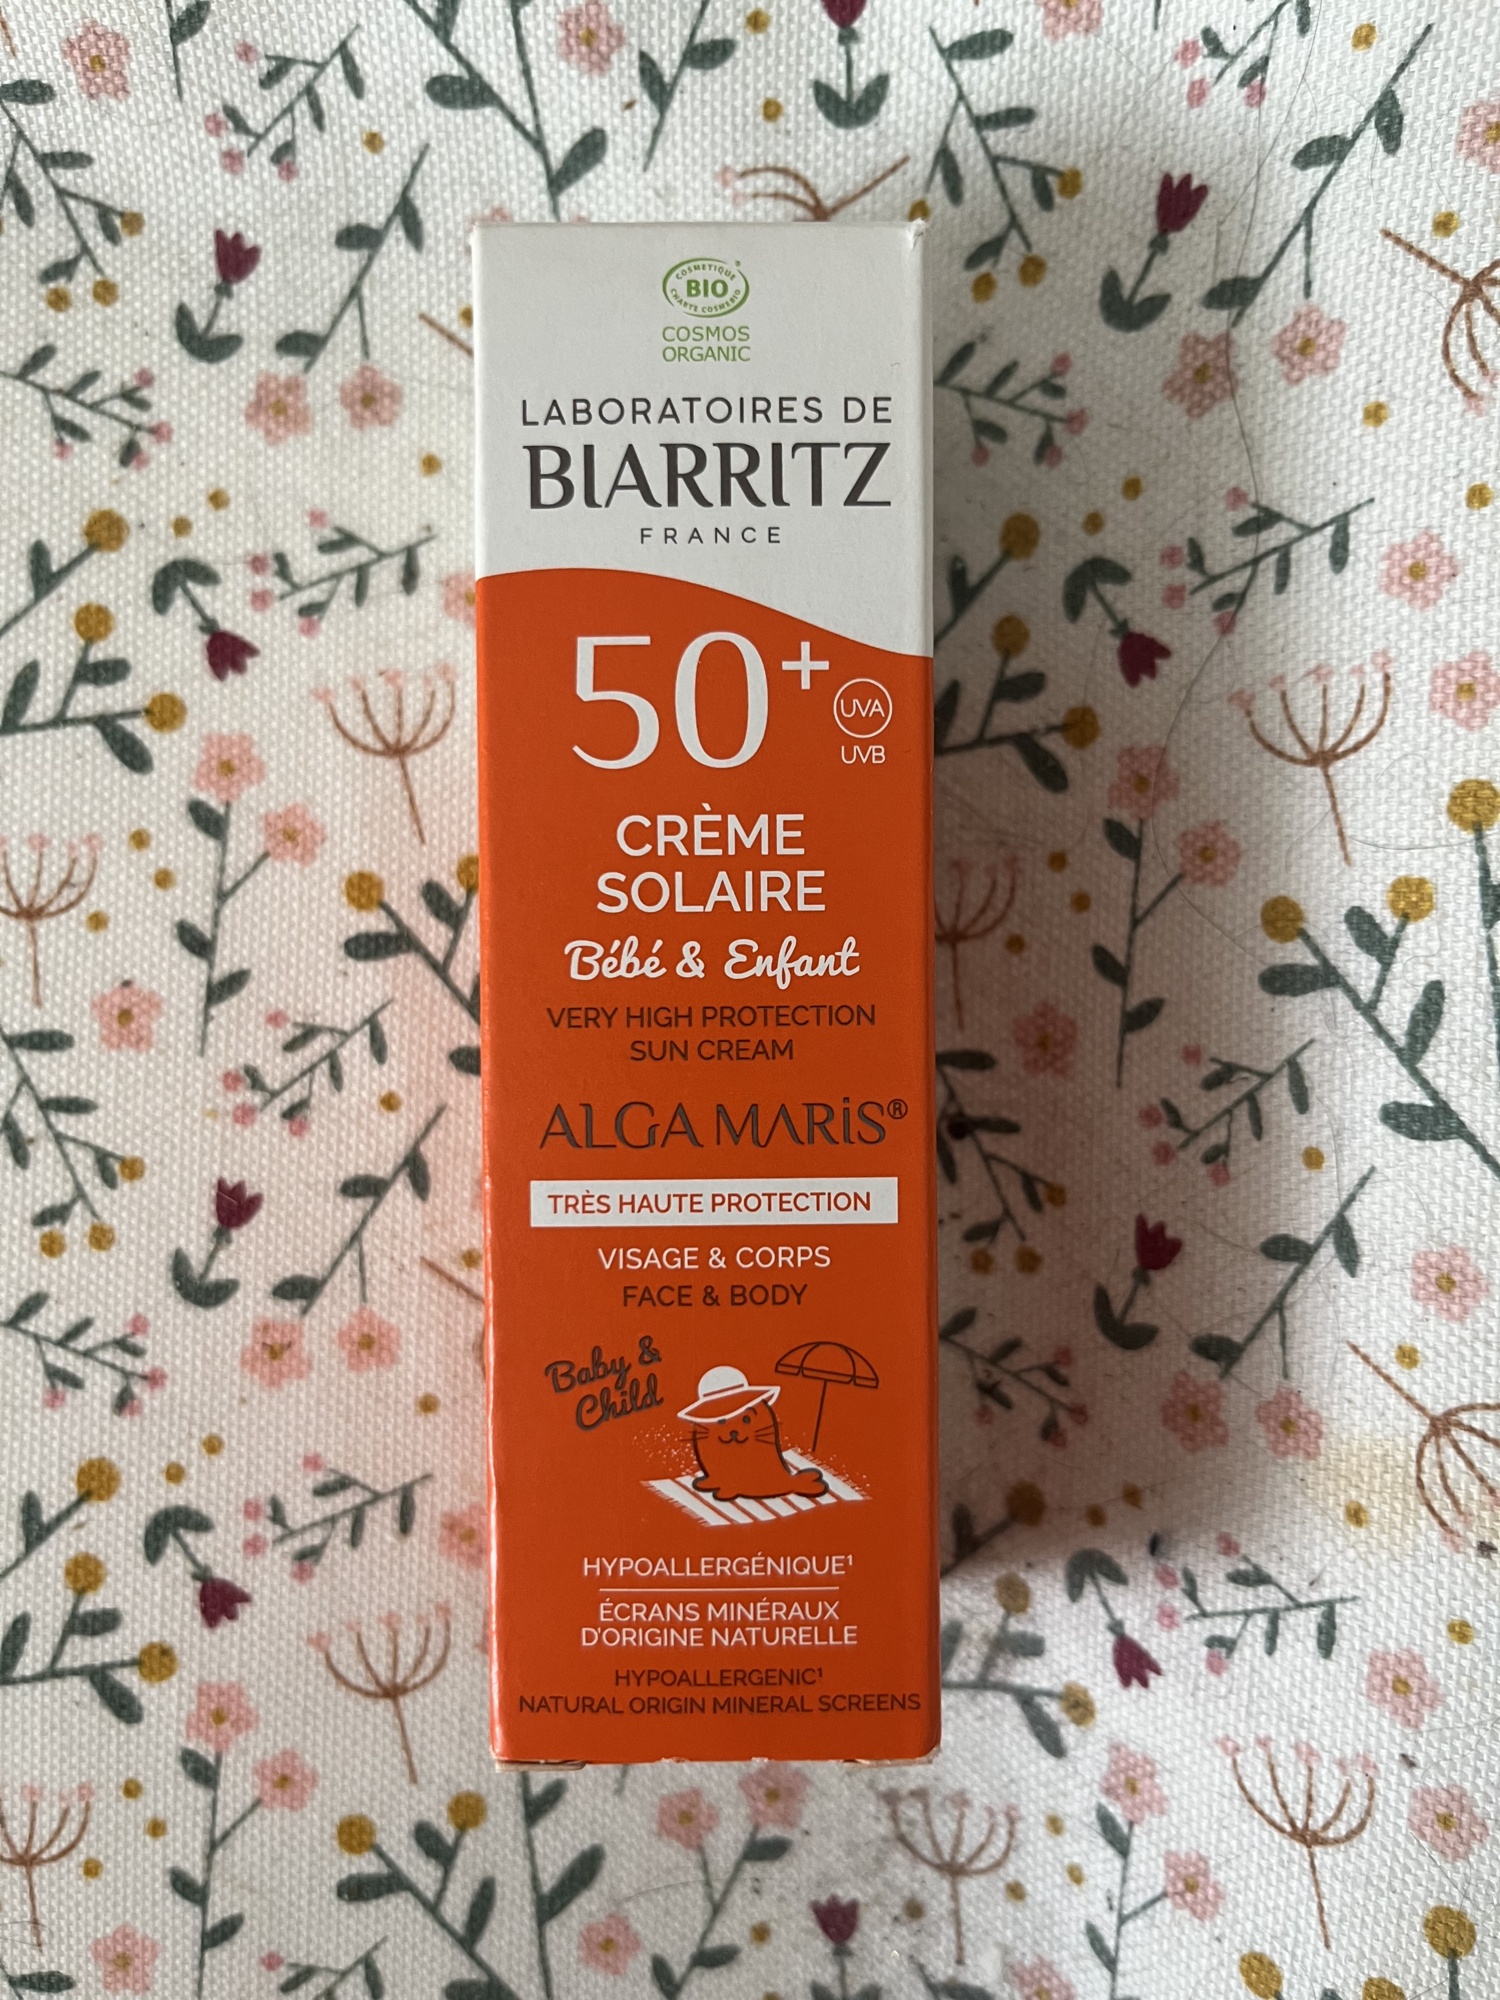 COSMETIQUE
BIO
CHARTE COSMEBIO
COSMOS
ORGANIC
LABORATOIRES DE
BIARRITZ
FRANCE
50+
UVA
UVB
CRÈME
SOLAIRE
Bébé & Enfant
VERY HIGH PROTECTION
SUN CREAM
ALGA MARiS®
TRÈS HAUTE PROTECTION
VISAGE & CORPS
FACE & BODY
Baby &
Child
HYPOALLERGÉNIQUE¹
ÉCRANS MINÉRAUX
D'ORIGINE NATURELLE
HYPOALLERGENIC¹
NATURAL ORIGIN MINERAL SCREENS